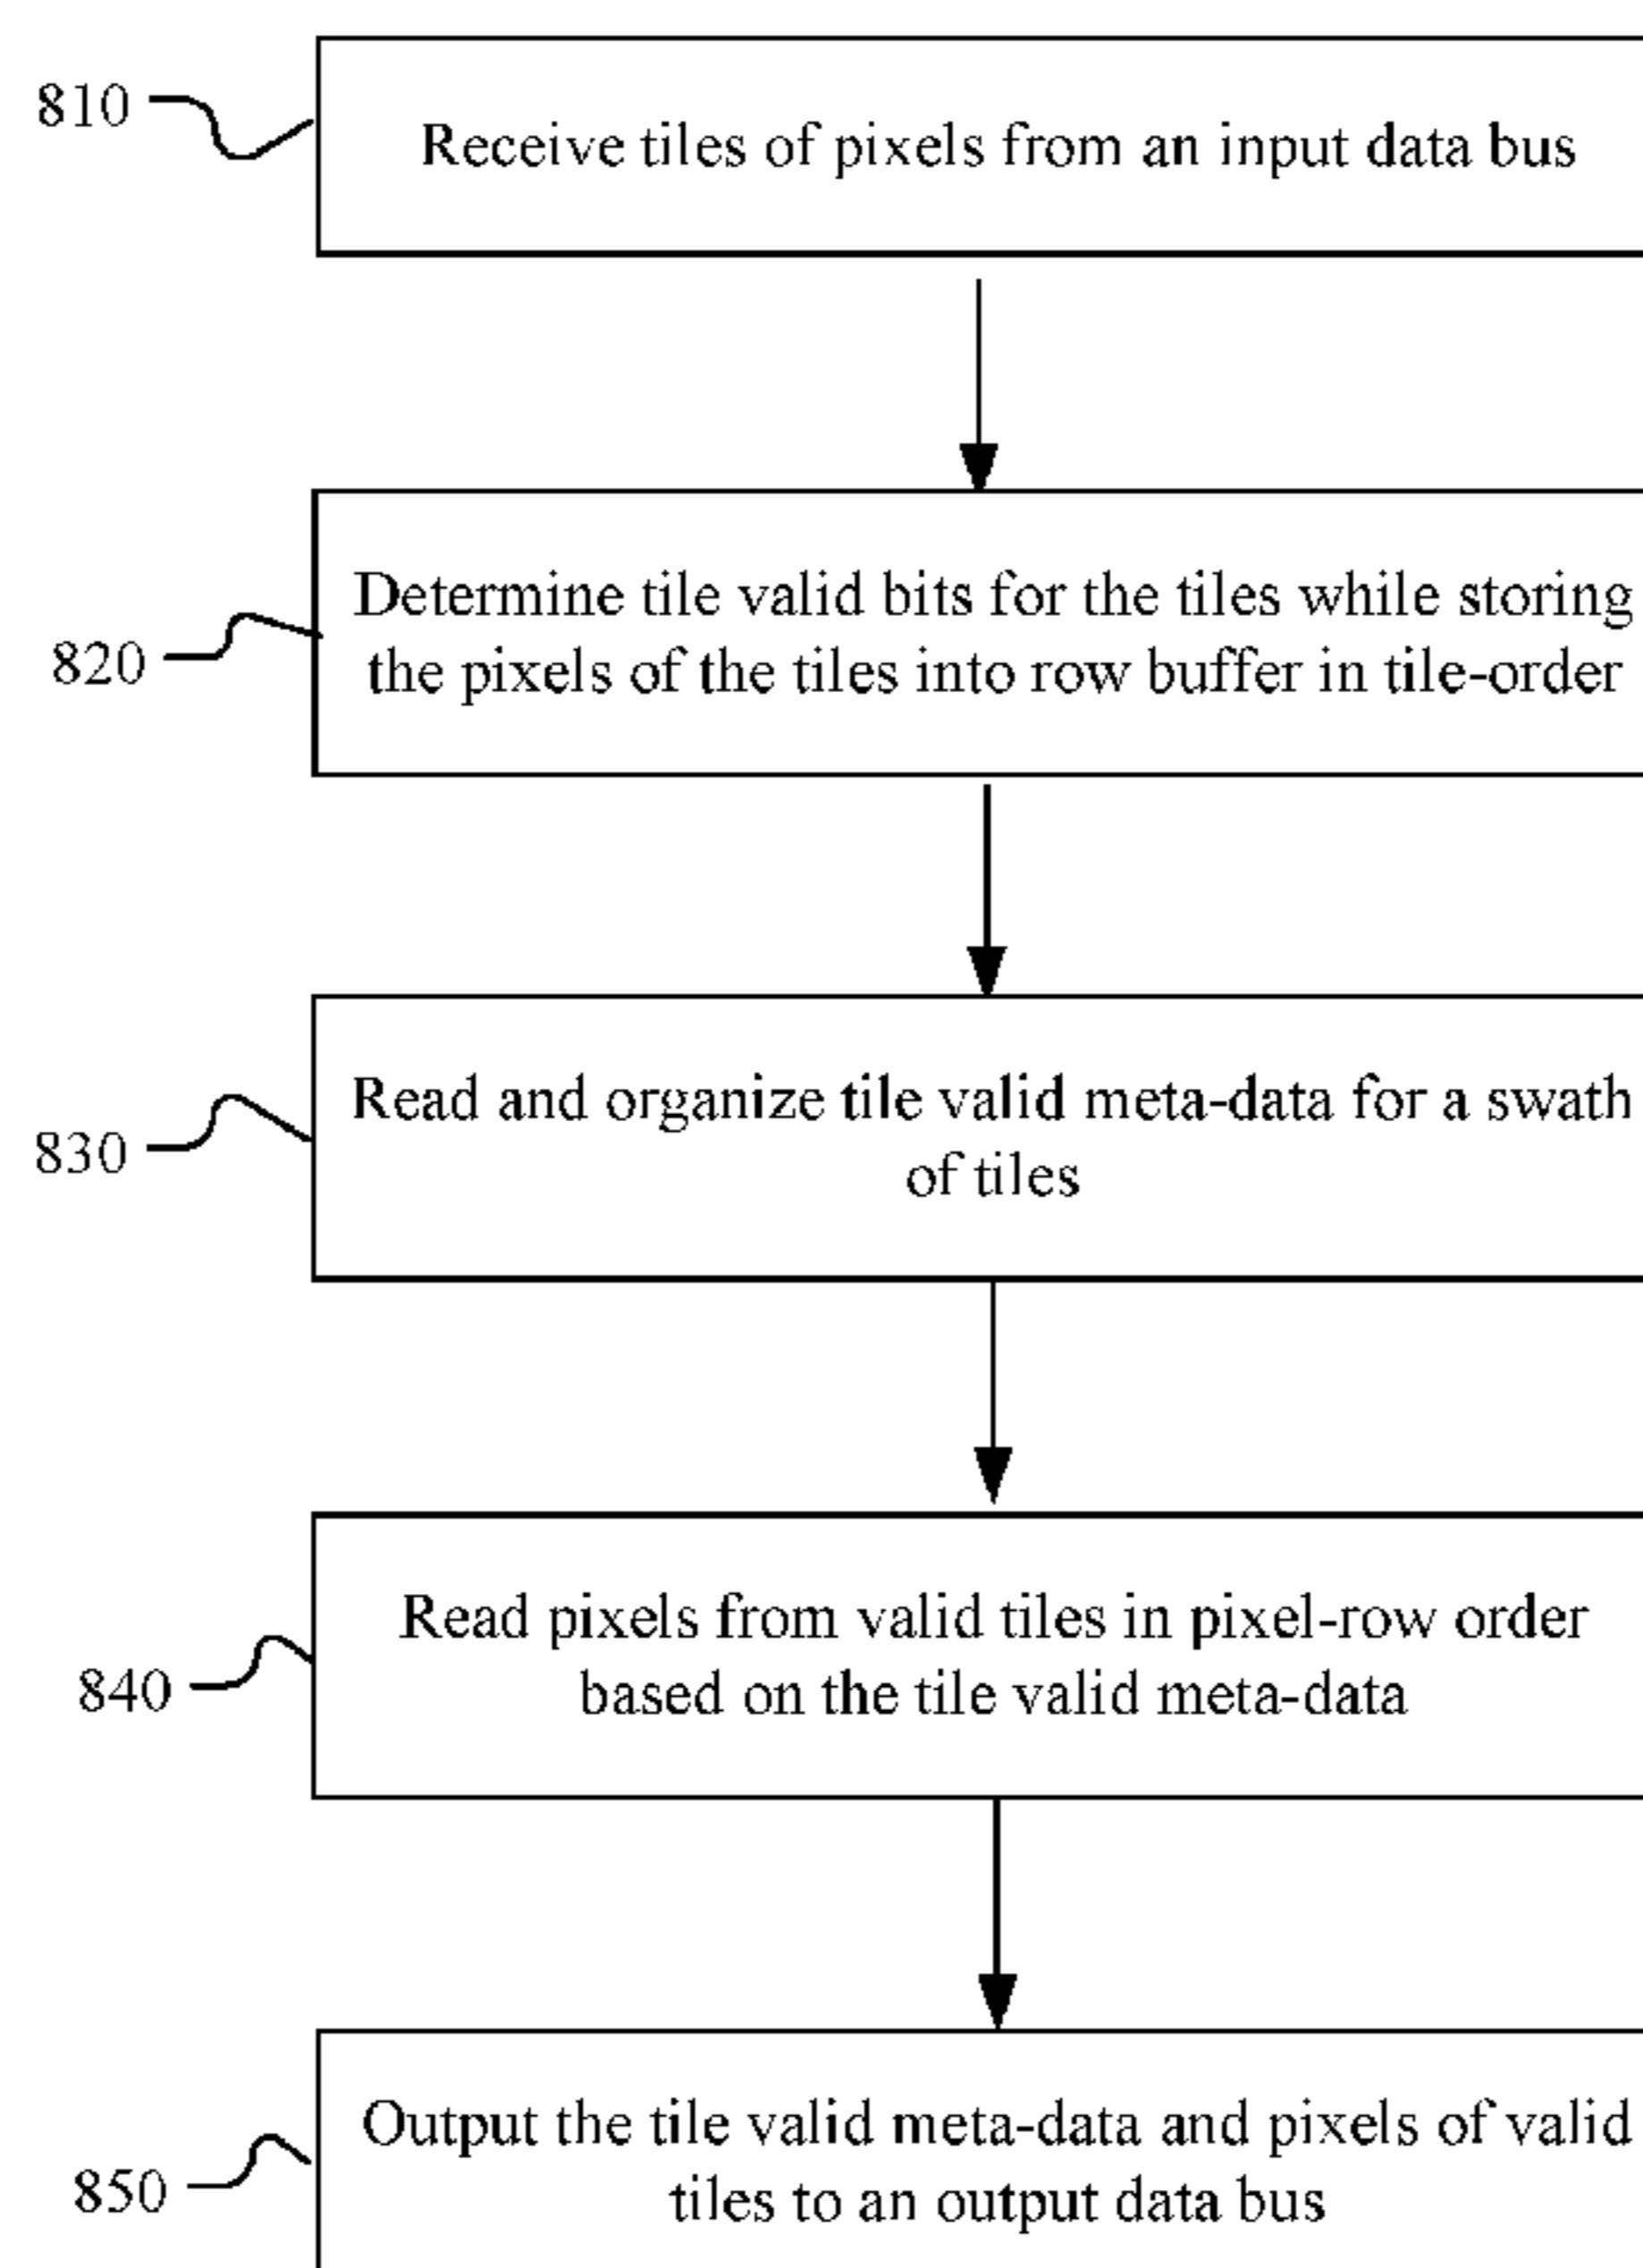 810
Receive tiles of pixels from an input data bus
Determine tile valid bits for the tiles while storing
820
the pixels of the tiles into row buffer in tile-order
Read and organize tile valid meta-data for a swath
830
of tiles
Read pixels from valid tiles in pixel-row order
840
based on the tile valid meta-data
Output the tile valid meta-data and pixels of valid
850
tiles to an output data bus